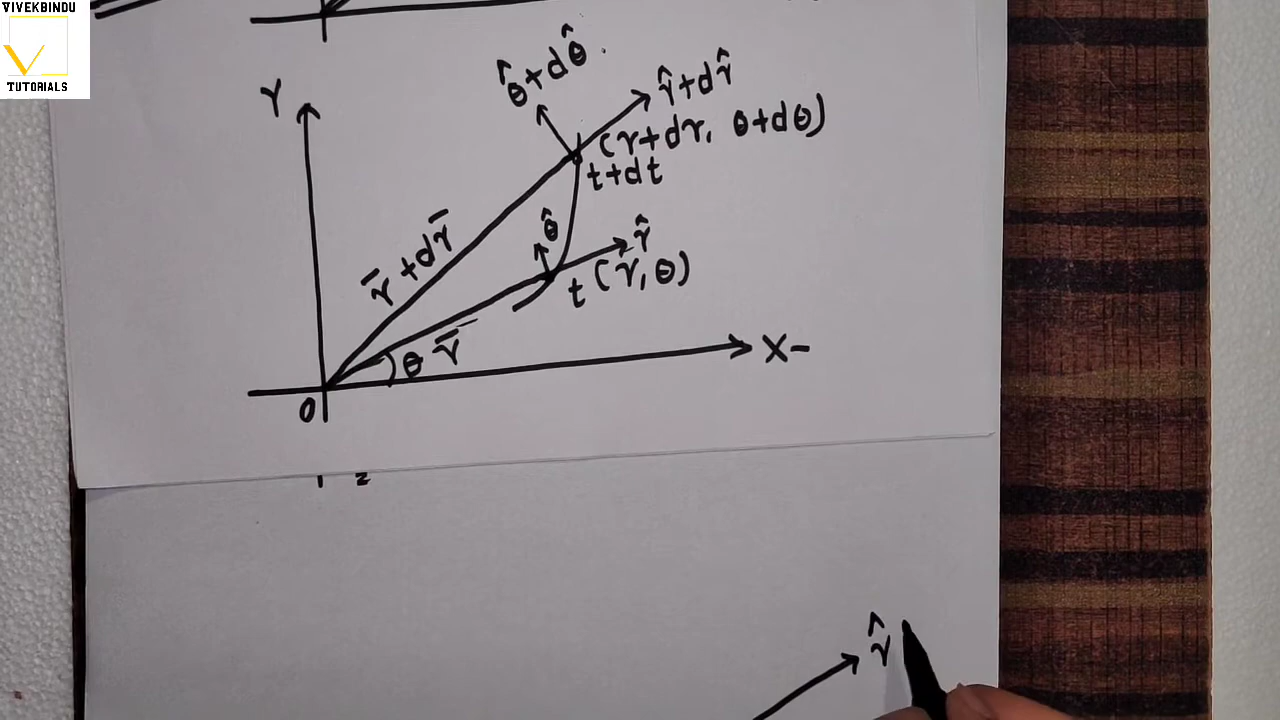 VIVEKBINDU
TUTORIALS
θ̂+dθ̂
Y
r̂+dr̂
(r+dr, θ+dθ)
t+dt
r̄+dr̄
θ̂
r̂
t (r, θ)
θ
r̄
X-
O
r̂